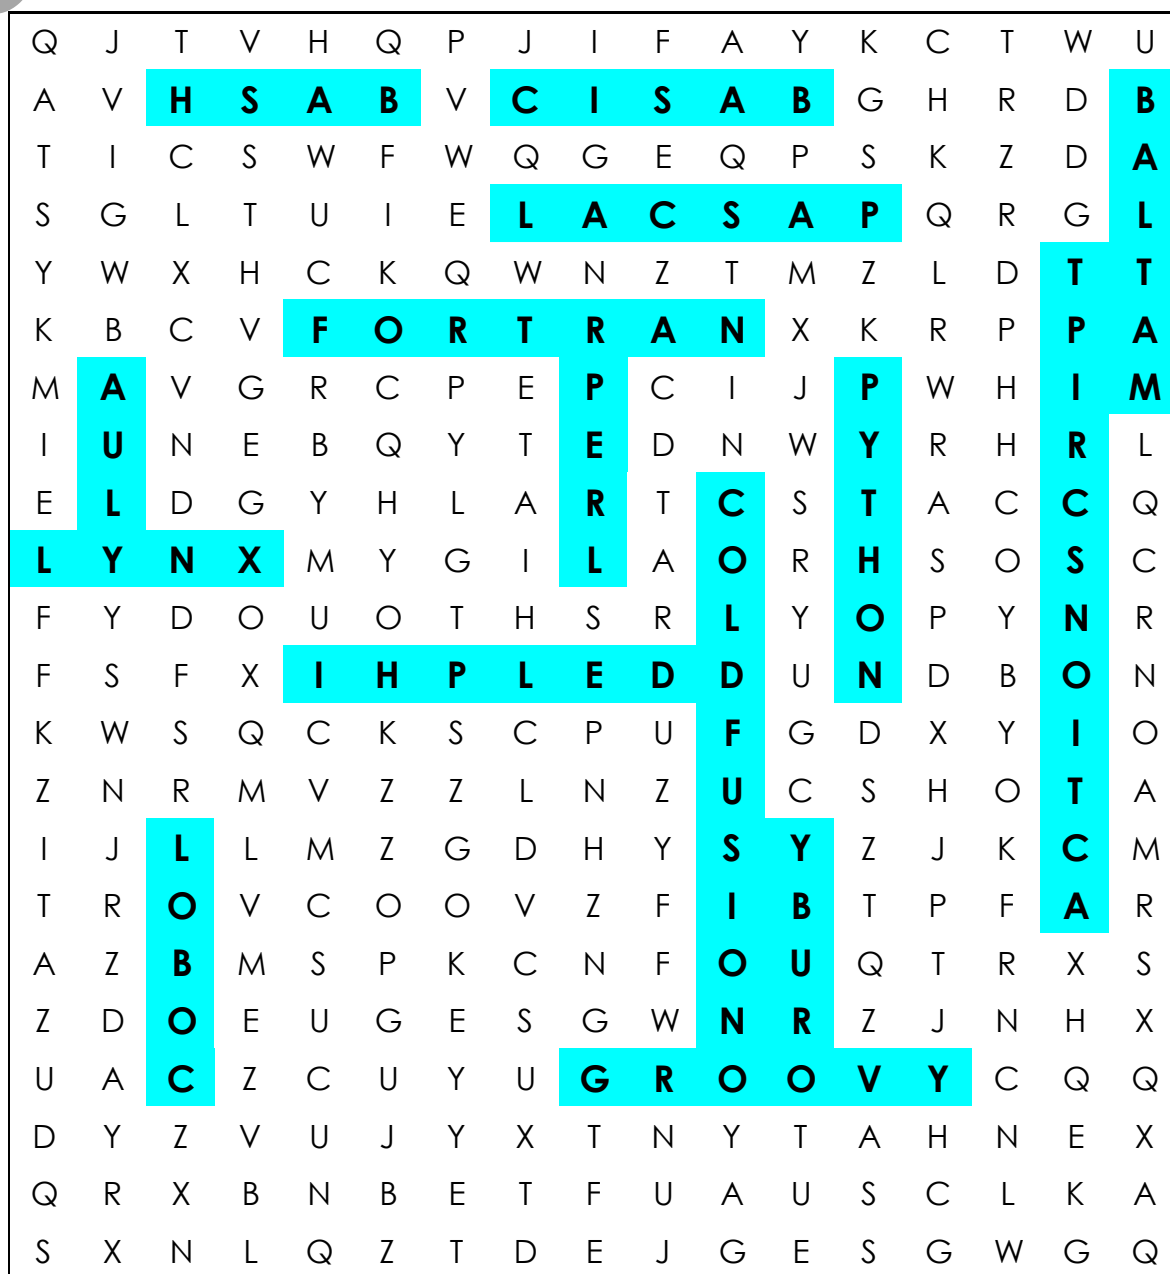 Q J T V H Q P J I F A Y K C T W U
A V H S A B V C I S A B G H R D B
T I C S W F W Q G E Q P S K Z D A
S G L T U I E L A C S A P Q R G L
Y W X H C K Q W N Z T M Z L D T T
K B C V F O R T R A N X K R P P A
M A V G R C P E P C I J P W H I M
I U N E B Q Y T E D N W Y R H R L
E L D G Y H L A R T C S T A C C Q
L Y N X M Y G I L A O R H S O S C
F Y D O U O T H S R L Y O P Y N R
F S F X I H P L E D D U N D B O N
K W S Q C K S C P U F G D X Y I O
Z N R M V Z Z L N Z U C S H O T A
I J L L M Z G D H Y S Y Z J K C M
T R O V C O O V Z F I B T P F A R
A Z B M S P K C N F O U Q T R X S
Z D O E U G E S G W N R Z J N H X
U A C Z C U Y U G R O O V Y C Q Q
D Y Z V U J Y X T N Y T A H N E X
Q R X B N B E T F U A U S C L K A
S X N L Q Z T D E J G E S G W G Q